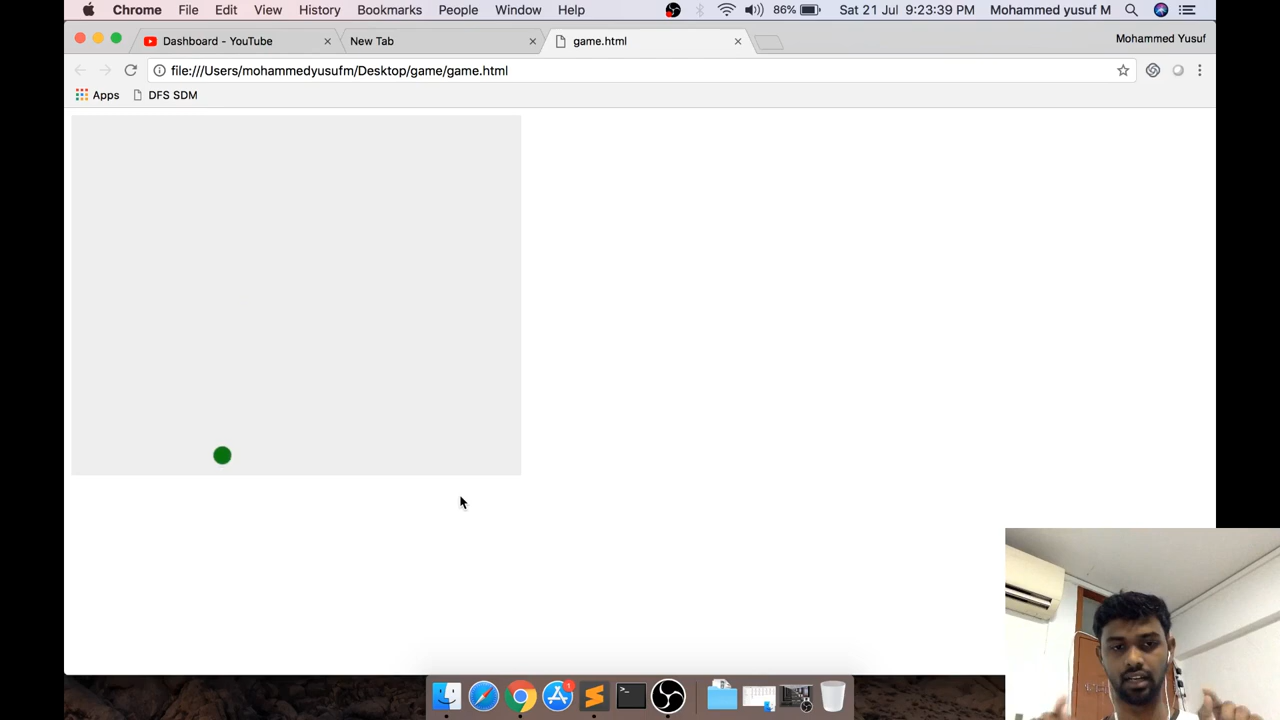 Chrome File Edit View History Bookmarks People Window Help 86% Sat 21 Jul 9:23:39 PM Mohammed yusuf M
Dashboard - YouTube New Tab game.html Mohammed Yusuf
file:///Users/mohammedyusufm/Desktop/game/game.html
Apps DFS SDM
1